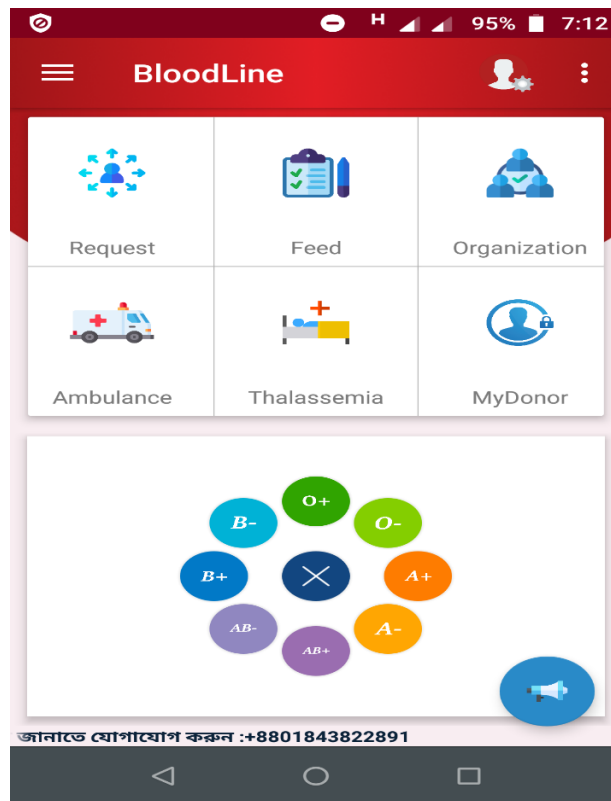 H 95% 7:12
BloodLine
Request Feed Organization
Ambulance Thalassemia MyDonor
O+
B- O-
B+ A+
AB- A-
AB+
জানাতে যোগাযোগ করুন :+8801843822891